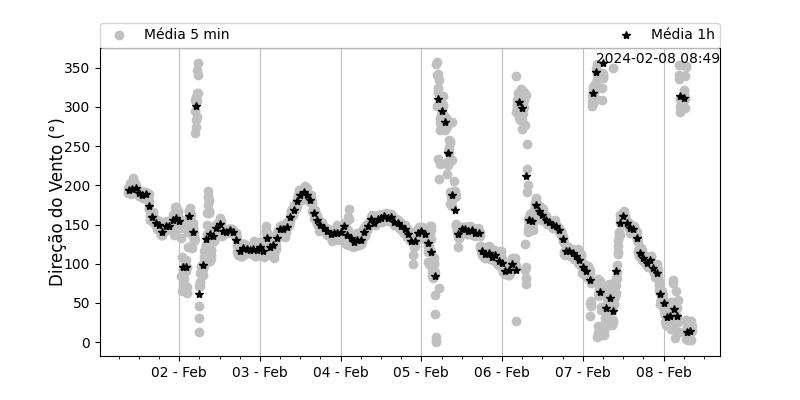 Média 5 min
Média 1h
2024-02-08 08:49
Direção do Vento (°)
350
300
250
200
150
100
50
0
02 - Feb
03 - Feb
04 - Feb
05 - Feb
06 - Feb
07 - Feb
08 - Feb